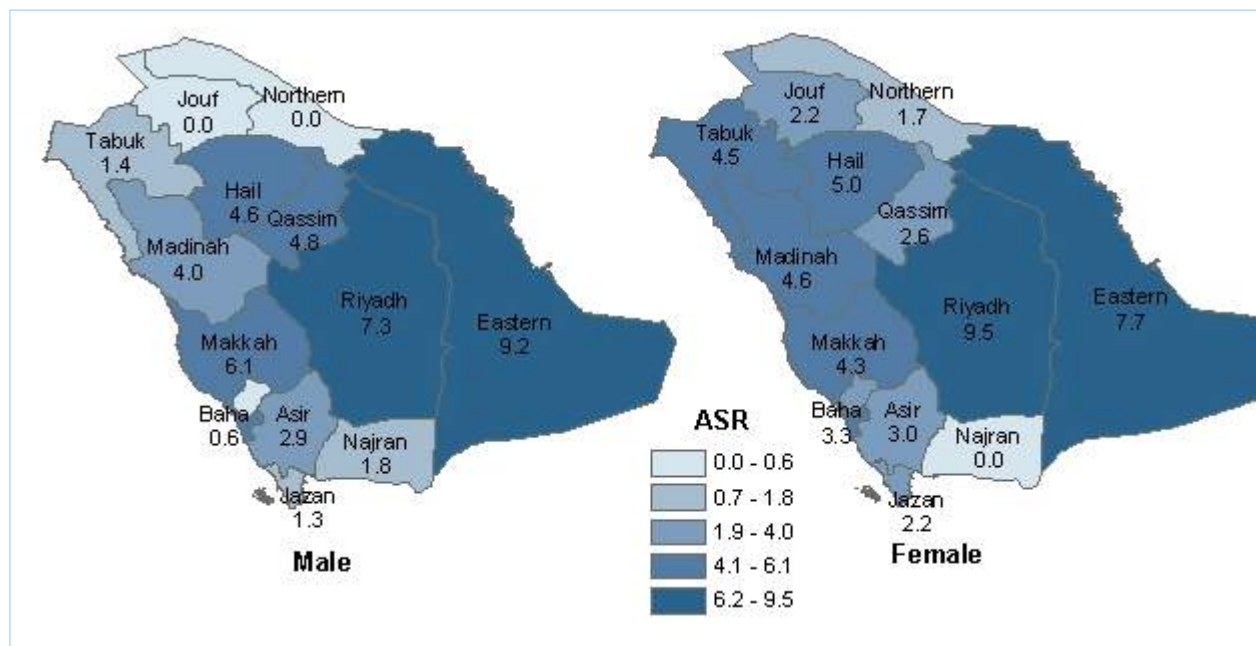 Jouf
0.0
Northern
0.0
Tabuk
1.4
Hail
4.6
Qassim
4.8
Madinah
4.0
Riyadh
7.3
Eastern
9.2
Makkah
6.1
Baha
0.6
Asir
2.9
Najran
1.8
Jazan
1.3
Male
ASR
0.0 - 0.6
0.7 - 1.8
1.9 - 4.0
4.1 - 6.1
6.2 - 9.5
Jouf
2.2
Northern
1.7
Tabuk
4.5
Hail
5.0
Qassim
2.6
Madinah
4.6
Riyadh
9.5
Eastern
7.7
Makkah
4.3
Baha
3.3
Asir
3.0
Najran
0.0
Jazan
2.2
Female